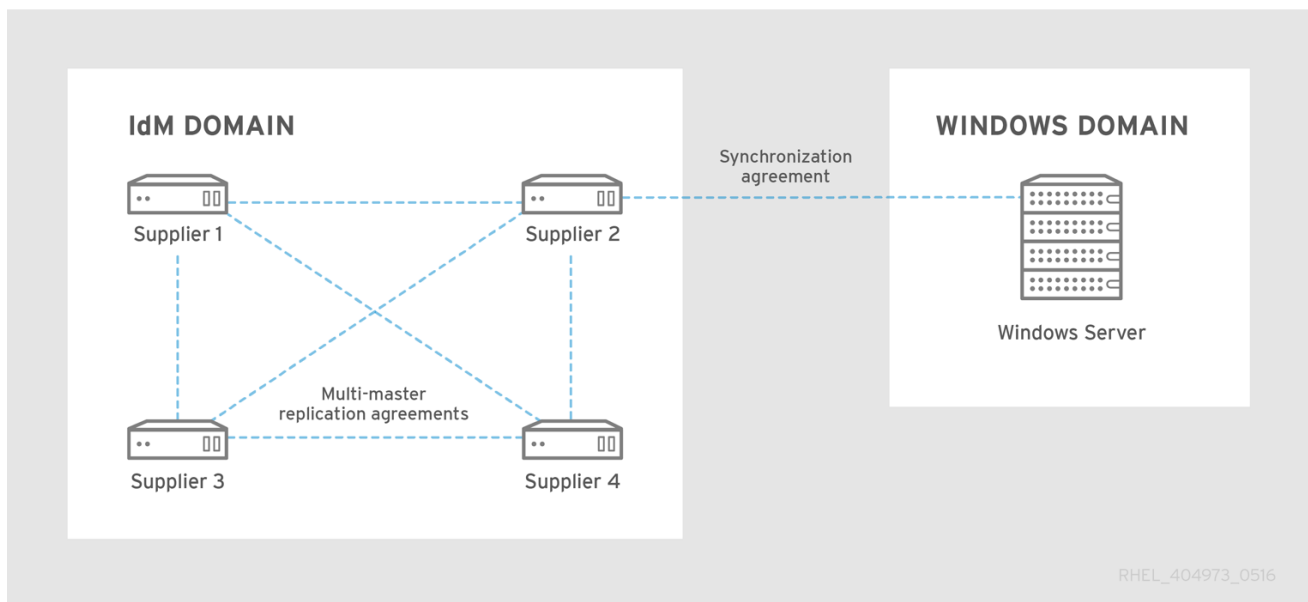 IdM DOMAIN
WINDOWS DOMAIN
Synchronization
agreement
Supplier 1
Supplier 2
Windows Server
Multi-master
replication agreements
Supplier 3
Supplier 4
RHEL_404973_0516